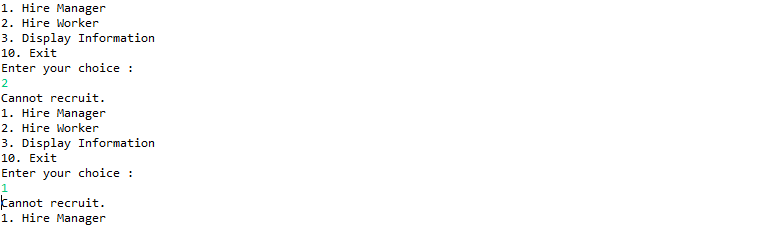 1. Hire Manager
2. Hire Worker
3. Display Information
10. Exit
Enter your choice :
2
Cannot recruit.
1. Hire Manager
2. Hire Worker
3. Display Information
10. Exit
Enter your choice :
1
Cannot recruit.
1. Hire Manager